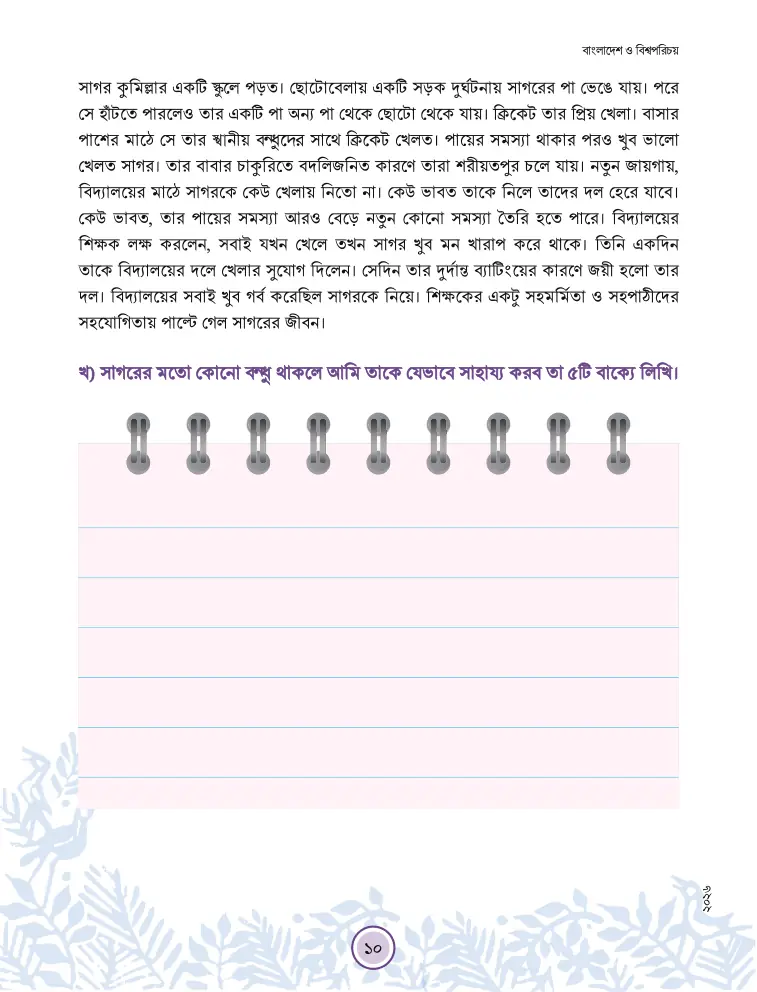 বাংলাদেশ ও বিশ্বপরিচয়
সাগর কুমিল্লার একটি স্কুলে পড়ত। ছোটোবেলায় একটি সড়ক দুর্ঘটনায় সাগরের পা ভেঙে যায়। পরে
সে হাঁটতে পারলেও তার একটি পা অন্য পা থেকে ছোটো থেকে যায়। ক্রিকেট তার প্রিয় খেলা। বাসার
পাশের মাঠে সে তার স্থানীয় বন্ধুদের সাথে ক্রিকেট খেলত। পায়ের সমস্যা থাকার পরও খুব ভালো
খেলত সাগর। তার বাবার চাকুরিতে বদলিজনিত কারণে তারা শরীয়তপুর চলে যায়। নতুন জায়গায়,
বিদ্যালয়ের মাঠে সাগরকে কেউ খেলায় নিতো না। কেউ ভাবত তাকে নিলে তাদের দল হেরে যাবে।
কেউ ভাবত, তার পায়ের সমস্যা আরও বেড়ে নতুন কোনো সমস্যা তৈরি হতে পারে। বিদ্যালয়ের
শিক্ষক লক্ষ করলেন, সবাই যখন খেলে তখন সাগর খুব মন খারাপ করে থাকে। তিনি একদিন
তাকে বিদ্যালয়ের দলে খেলার সুযোগ দিলেন। সেদিন তার দুর্দান্ত ব্যাটিংয়ের কারণে জয়ী হলো তার
দল। বিদ্যালয়ের সবাই খুব গর্ব করেছিল সাগরকে নিয়ে। শিক্ষকের একটু সহমর্মিতা ও সহপাঠীদের
সহযোগিতায় পাল্টে গেল সাগরের জীবন।
খ) সাগরের মতো কোনো বন্ধু থাকলে আমি তাকে যেভাবে সাহায্য করব তা ৫টি বাক্যে লিখি।
২০২৬
১০